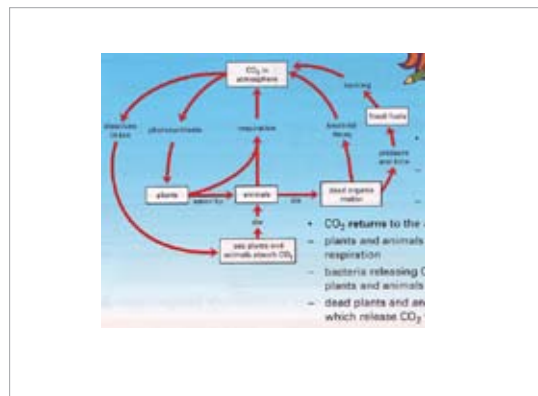 CO₂ in
atmosphere
burning
dissolves
in sea
photosynthesis
respiration
bacterial
decay
fossil fuels
pressure
and time
plants
eaten by
animals
die
dead organic
matter
die
sea plants and
animals absorb CO₂
• CO₂ returns to the
– plants and animals
respiration
– bacteria releasing
plants and animals
– dead plants and
which release CO₂